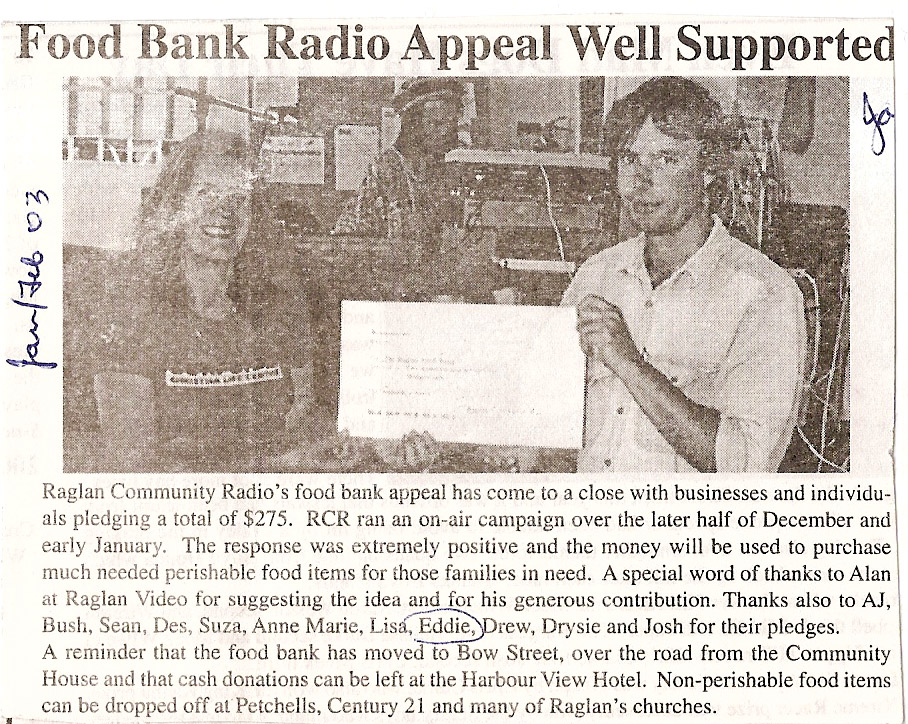 Food Bank Radio Appeal Well Supported
Ja
Jan/Feb 03
CHRISTIAN LIFE CENTRE
Raglan Community Radio's food bank appeal has come to a close with businesses and individu-
als pledging a total of $275. RCR ran an on-air campaign over the later half of December and
early January. The response was extremely positive and the money will be used to purchase
much needed perishable food items for those families in need. A special word of thanks to Alan
at Raglan Video for suggesting the idea and for his generous contribution. Thanks also to AJ,
Bush, Sean, Des, Suza, Anne Marie, Lisa, Eddie, Drew, Drysie and Josh for their pledges.
A reminder that the food bank has moved to Bow Street, over the road from the Community
House and that cash donations can be left at the Harbour View Hotel. Non-perishable food items
can be dropped off at Petchells, Century 21 and many of Raglan's churches.